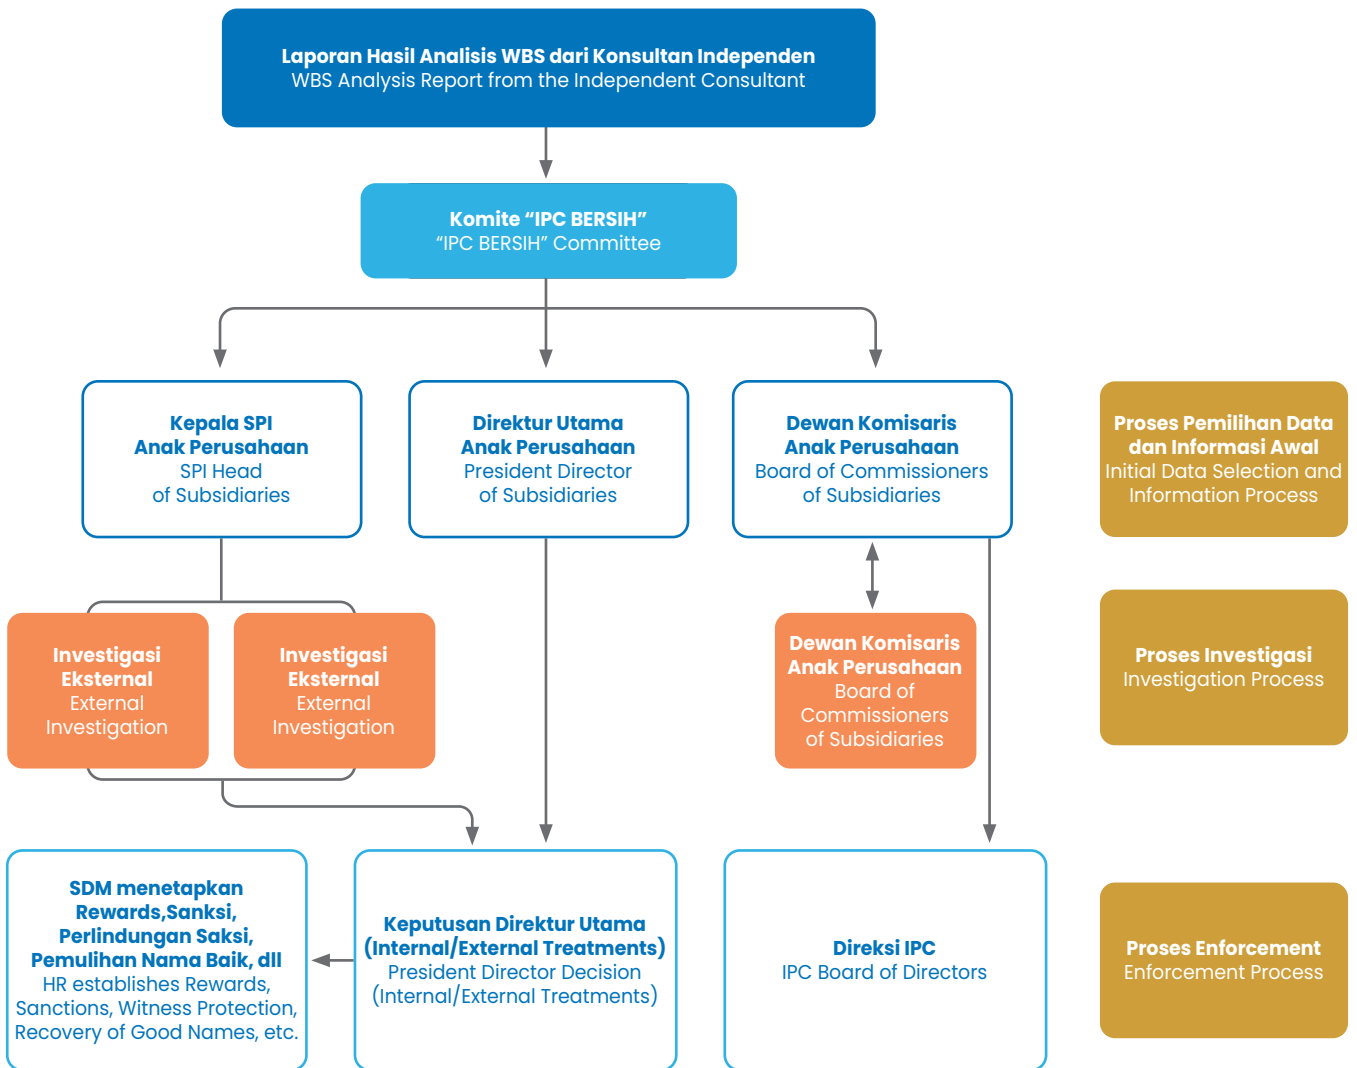 Laporan Hasil Analisis WBS dari Konsultan Independen
WBS Analysis Report from the Independent Consultant
Komite “IPC BERSIH”
“IPC BERSIH” Committee
Kepala SPI
Anak Perusahaan
SPI Head
of Subsidiaries
Direktur Utama
Anak Perusahaan
President Director
of Subsidiaries
Dewan Komisaris
Anak Perusahaan
Board of Commissioners
of Subsidiaries
Proses Pemilihan Data
dan Informasi Awal
Initial Data Selection and
Information Process
Investigasi
Eksternal
External
Investigation
Investigasi
Eksternal
External
Investigation
Dewan Komisaris
Anak Perusahaan
Board of
Commissioners
of Subsidiaries
Proses Investigasi
Investigation Process
SDM menetapkan
Rewards,Sanksi,
Perlindungan Saksi,
Pemulihan Nama Baik, dll
HR establishes Rewards,
Sanctions, Witness Protection,
Recovery of Good Names, etc.
Keputusan Direktur Utama
(Internal/External Treatments)
President Director Decision
(Internal/External Treatments)
Direksi IPC
IPC Board of Directors
Proses Enforcement
Enforcement Process